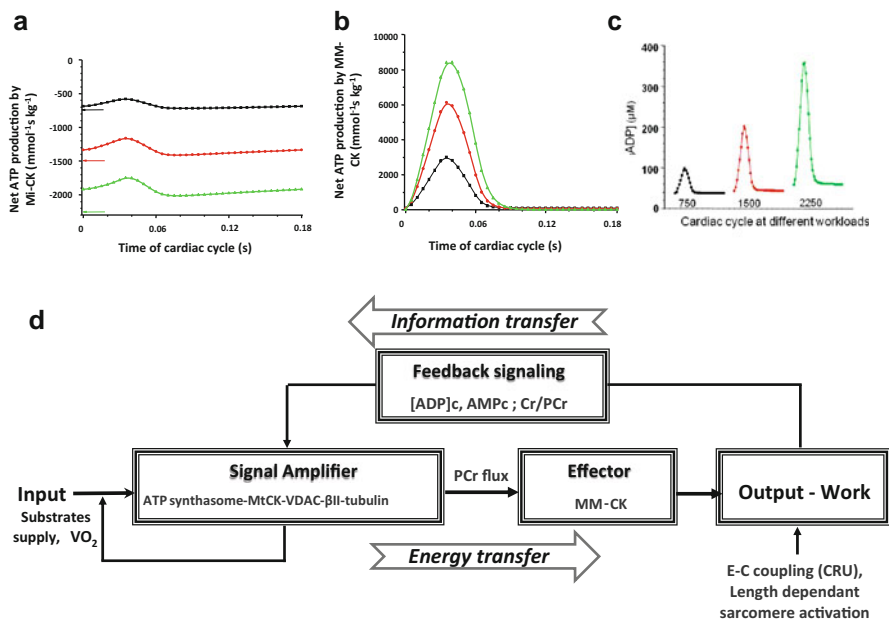 a
Net ATP production by
Mi-CK (mmol⁻¹s kg⁻¹)
0
-500
-1000
-1500
-2000
0
0.06
0.12
0.18
Time of cardiac cycle (s)
b
Net ATP production by MM-
CK (mmol⁻¹s kg⁻¹)
10000
8000
6000
4000
2000
0
0.00
0.06
0.12
0.18
Time of cardiac cycle (s)
c
[ADP] (µM)
400
300
200
100
0
750
1500
2250
Cardiac cycle at different workloads
d
Information transfer
Feedback signaling
[ADP]c, AMPc ; Cr/PCr
Signal Amplifier
ATP synthasome-MtCK-VDAC-βII-tubulin
PCr flux
Effector
MM-CK
Output - Work
Input
Substrates
supply, VO₂
Energy transfer
E-C coupling (CRU),
Length dependant
sarcomere activation